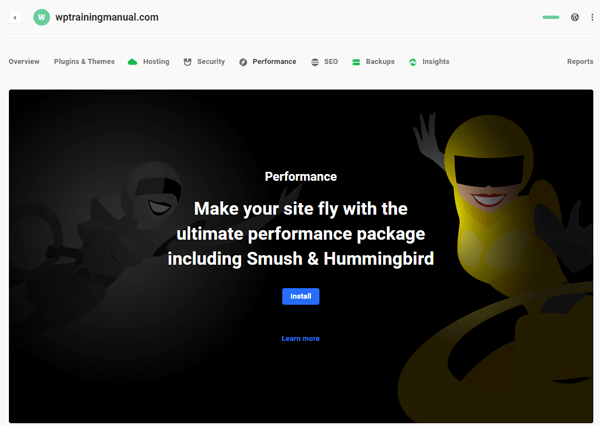 W wptrainingmanual.com
Overview Plugins & Themes Hosting Security Performance SEO Backups Insights Reports
Performance
Make your site fly with the
ultimate performance package
including Smush & Hummingbird
Install
Learn more